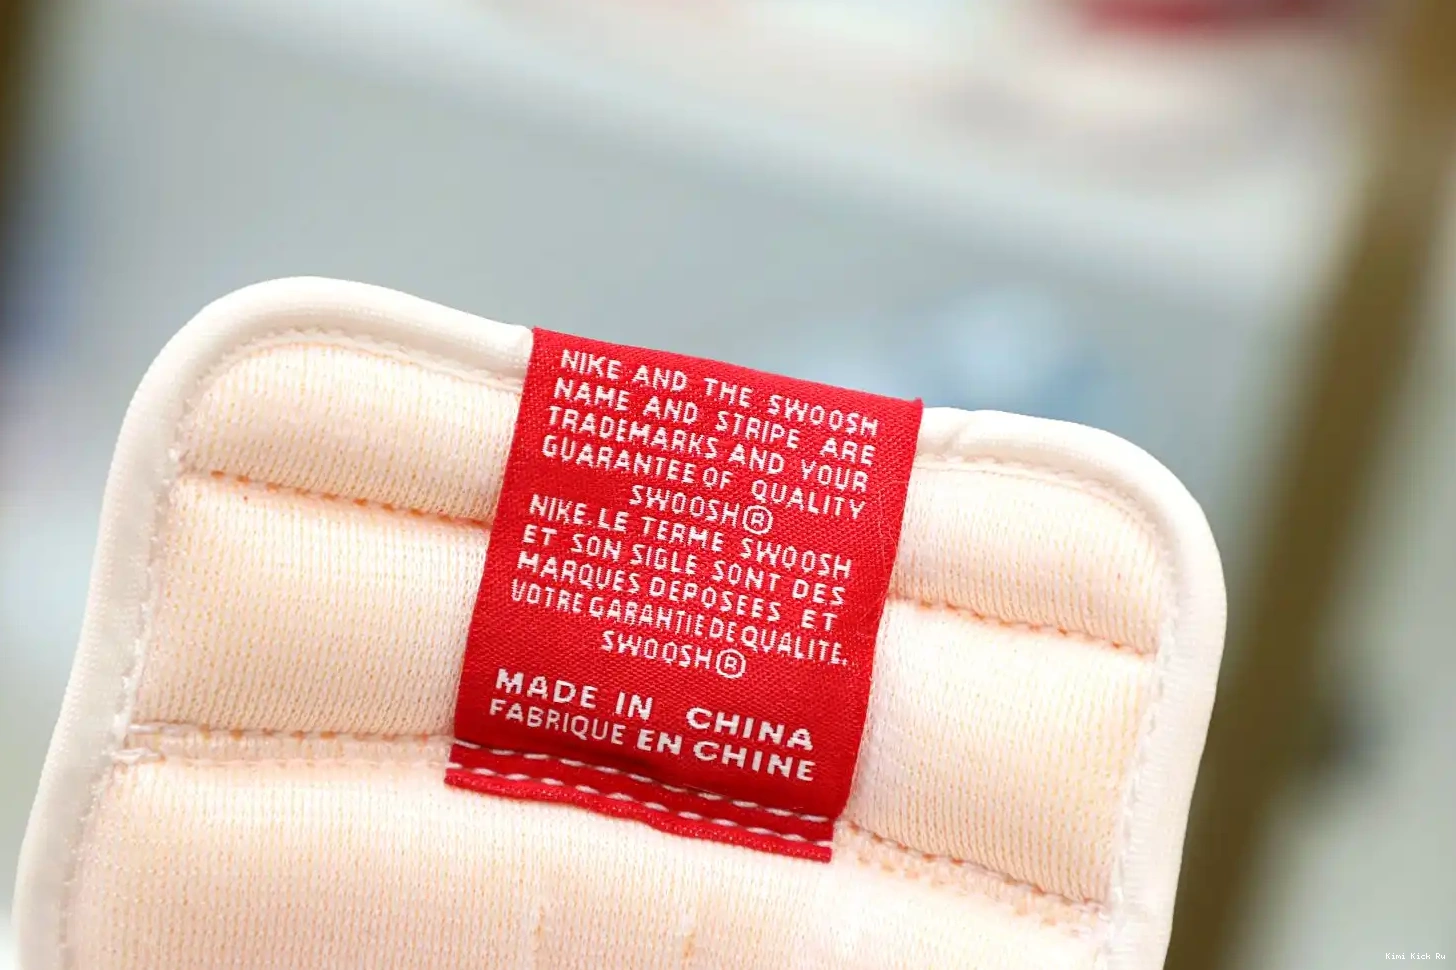 NIKE AND THE SWOOSH
NAME AND STRIPE ARE
TRADEMARKS AND YOUR
GUARANTEE OF QUALITY
SWOOSH®
NIKE.LE TERME SWOOSH
ET SON SIGLE SONT DES
MARQUES DEPOSEES ET
VOTRE GARAHTIE DE QUALITE.
SWOOSH®
MADE IN CHINA
FABRIQUE EN CHINE
Kimi Kick Ru